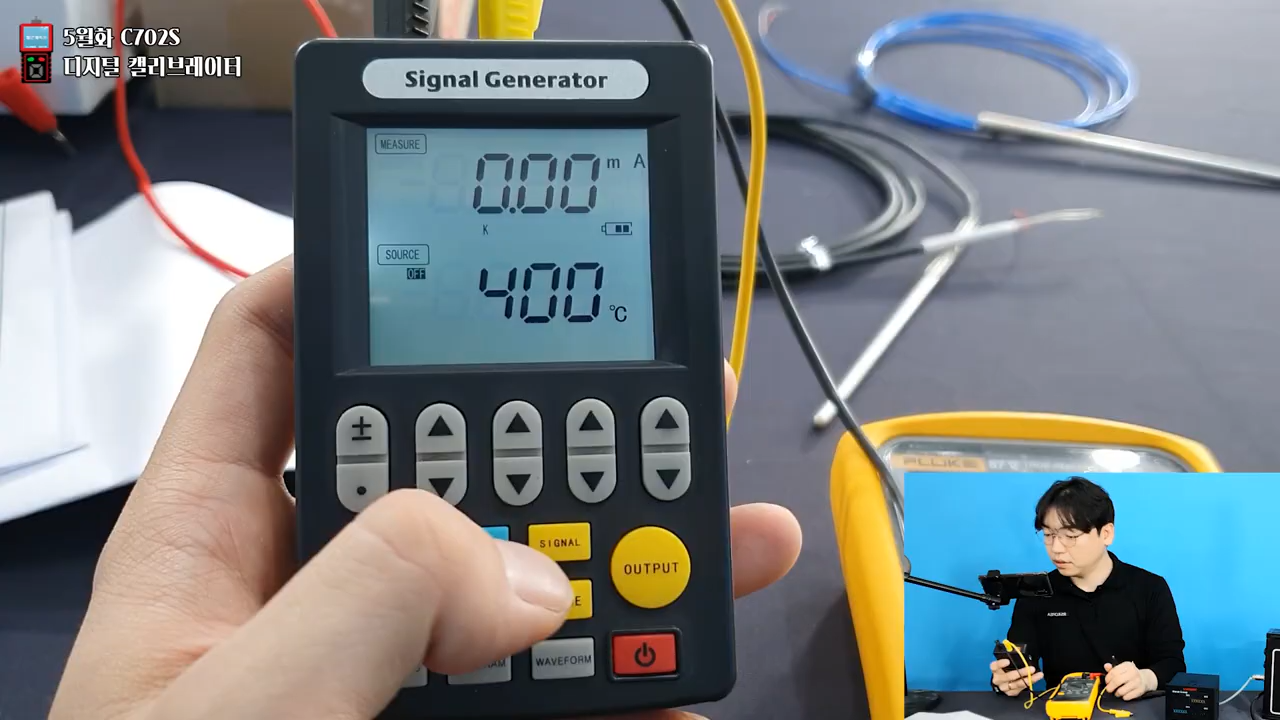 5월화 C702S
디지털 캘리브레이터
Signal Generator
MEASURE
0.00 m A
K
SOURCE
OFF
400 ℃
SIGNAL
OUTPUT
WAVEFORM
FLUKE